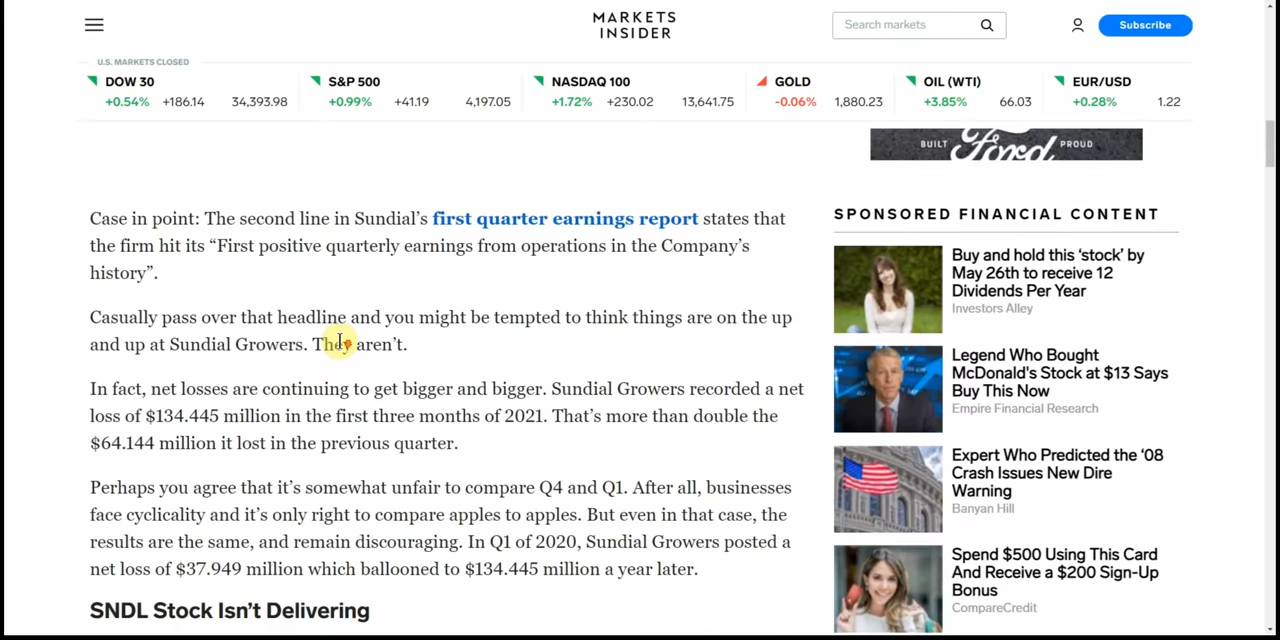 MARKETS
INSIDER
Search markets
Subscribe
U.S. MARKETS CLOSED
DOW 30
+0.54% +186.14 34,393.98
S&P 500
+0.99% +41.19 4,197.05
NASDAQ 100
+1.72% +230.02 13,641.75
GOLD
-0.06% 1,880.23
OIL (WTI)
+3.85% 66.03
EUR/USD
+0.28% 1.22
BUILT Ford PROUD
Case in point: The second line in Sundial’s first quarter earnings report states that
the firm hit its “First positive quarterly earnings from operations in the Company’s
history”.
Casually pass over that headline and you might be tempted to think things are on the up
and up at Sundial Growers. They aren’t.
In fact, net losses are continuing to get bigger and bigger. Sundial Growers recorded a net
loss of $134.445 million in the first three months of 2021. That’s more than double the
$64.144 million it lost in the previous quarter.
Perhaps you agree that it’s somewhat unfair to compare Q4 and Q1. After all, businesses
face cyclicality and it’s only right to compare apples to apples. But even in that case, the
results are the same, and remain discouraging. In Q1 of 2020, Sundial Growers posted a
net loss of $37.949 million which ballooned to $134.445 million a year later.
SNDL Stock Isn’t Delivering
SPONSORED FINANCIAL CONTENT
Buy and hold this ‘stock’ by
May 26th to receive 12
Dividends Per Year
Investors Alley
Legend Who Bought
McDonald’s Stock at $13 Says
Buy This Now
Empire Financial Research
Expert Who Predicted the ‘08
Crash Issues New Dire
Warning
Banyan Hill
Spend $500 Using This Card
And Receive a $200 Sign-Up
Bonus
CompareCredit